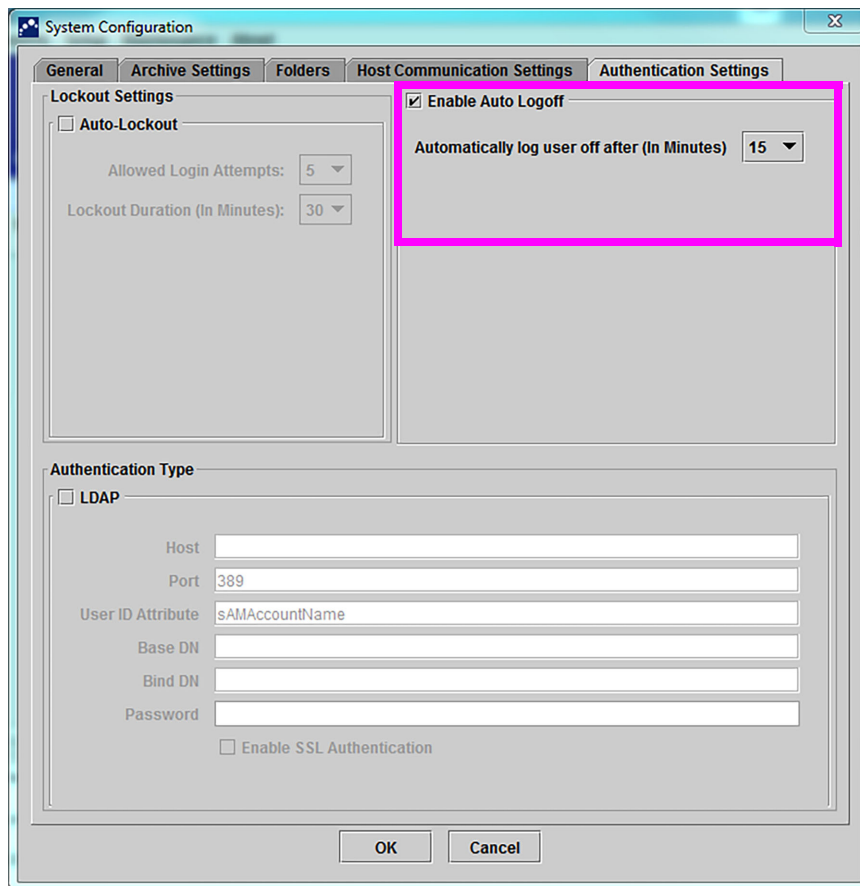 System Configuration
General Archive Settings Folders Host Communication Settings Authentication Settings
Lockout Settings
Auto-Lockout
Allowed Login Attempts: 5
Lockout Duration (In Minutes): 30
Enable Auto Logoff
Automatically log user off after (In Minutes) 15
Authentication Type
LDAP
Host
Port 389
User ID Attribute sAMAccountName
Base DN
Bind DN
Password
Enable SSL Authentication
OK Cancel